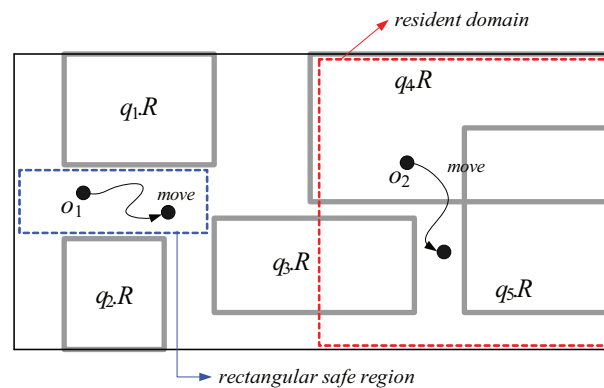 resident domain
q1.R
q4.R
o1
move
o2
move
q3.R
q2.R
q5.R
rectangular safe region